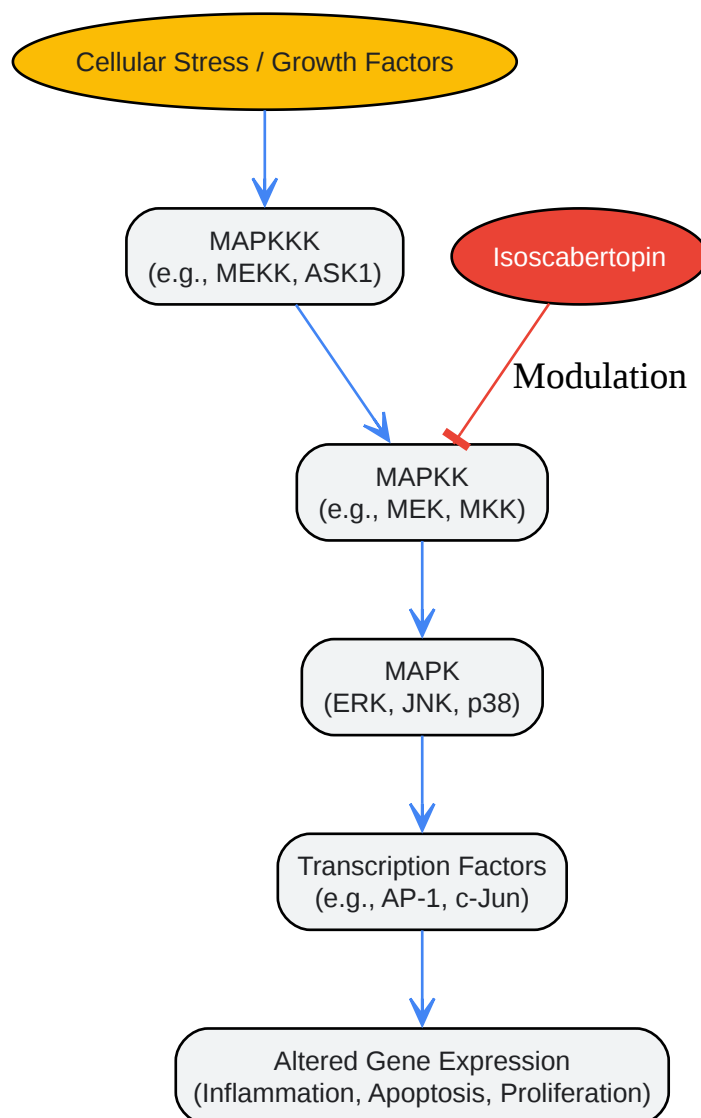 Cellular Stress / Growth Factors
MAPKKK
(e.g., MEKK, ASK1)
Isoscabertopin
Modulation
MAPKK
(e.g., MEK, MKK)
MAPK
(ERK, JNK, p38)
Transcription Factors
(e.g., AP-1, c-Jun)
Altered Gene Expression
(Inflammation, Apoptosis, Proliferation)